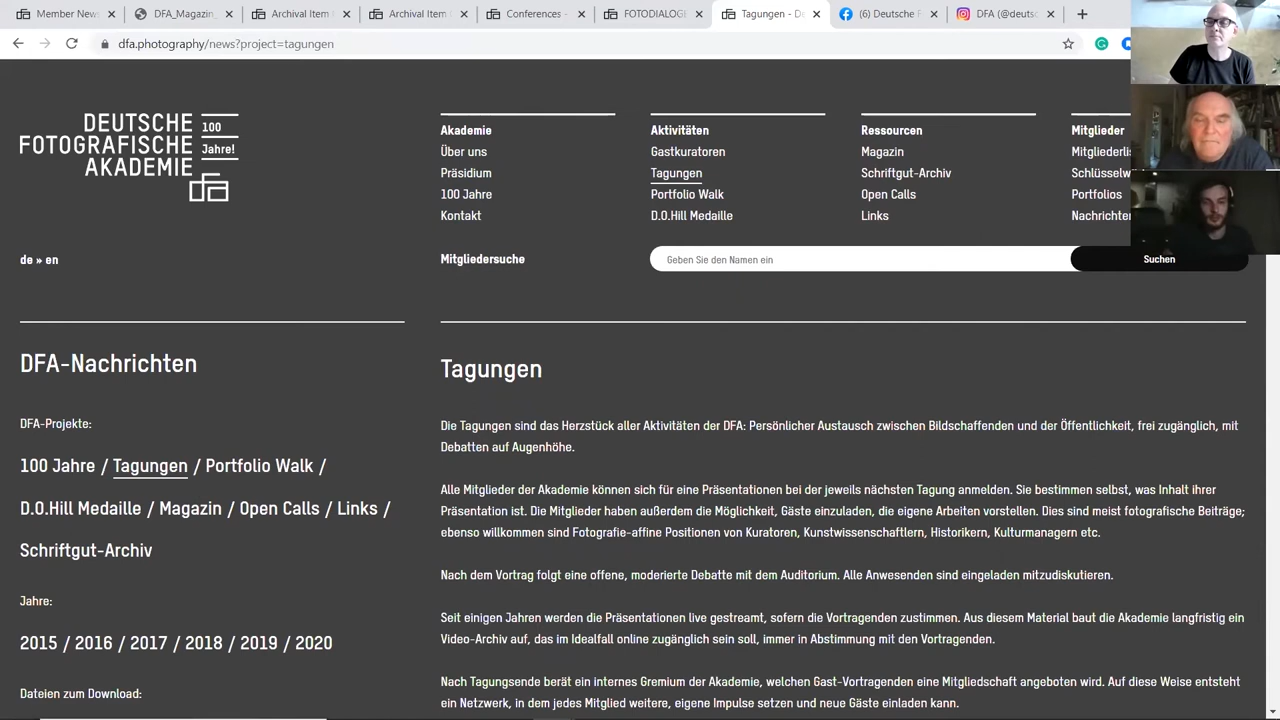 Member News
DFA_Magazin_
Archival Item
Archival Item
Conferences -
FOTODIALOG
Tagungen - De
(6) Deutsche F
DFA (@deuts
dfa.photography/news?project=tagungen
DEUTSCHE
FOTOGRAFISCHE
AKADEMIE
100
Jahre!
Akademie
Über uns
Präsidium
100 Jahre
Kontakt
Aktivitäten
Gastkuratoren
Tagungen
Portfolio Walk
D.O.Hill Medaille
Ressourcen
Magazin
Schriftgut-Archiv
Open Calls
Links
Mitglieder
Mitgliederlis
Schlüsselw
Portfolios
Nachrichten
de » en
Mitgliedersuche
Geben Sie den Namen ein
Suchen
DFA-Nachrichten
DFA-Projekte:
100 Jahre / Tagungen / Portfolio Walk /
D.O.Hill Medaille / Magazin / Open Calls / Links /
Schriftgut-Archiv
Jahre:
2015 / 2016 / 2017 / 2018 / 2019 / 2020
Dateien zum Download:
Tagungen
Die Tagungen sind das Herzstück aller Aktivitäten der DFA: Persönlicher Austausch zwischen Bildschaffenden und der Öffentlichkeit, frei zugänglich, mit
Debatten auf Augenhöhe.
Alle Mitglieder der Akademie können sich für eine Präsentationen bei der jeweils nächsten Tagung anmelden. Sie bestimmen selbst, was Inhalt ihrer
Präsentation ist. Die Mitglieder haben außerdem die Möglichkeit, Gäste einzuladen, die eigene Arbeiten vorstellen. Dies sind meist fotografische Beiträge;
ebenso willkommen sind Fotografie-affine Positionen von Kuratoren, Kunstwissenschaftlern, Historikern, Kulturmanagern etc.
Nach dem Vortrag folgt eine offene, moderierte Debatte mit dem Auditorium. Alle Anwesenden sind eingeladen mitzudiskutieren.
Seit einigen Jahren werden die Präsentationen live gestreamt, sofern die Vortragenden zustimmen. Aus diesem Material baut die Akademie langfristig ein
Video-Archiv auf, das im Idealfall online zugänglich sein soll, immer in Abstimmung mit den Vortragenden.
Nach Tagungsende berät ein internes Gremium der Akademie, welchen Gast-Vortragenden eine Mitgliedschaft angeboten wird. Auf diese Weise entsteht
ein Netzwerk, in dem jedes Mitglied weitere, eigene Impulse setzen und neue Gäste einladen kann.